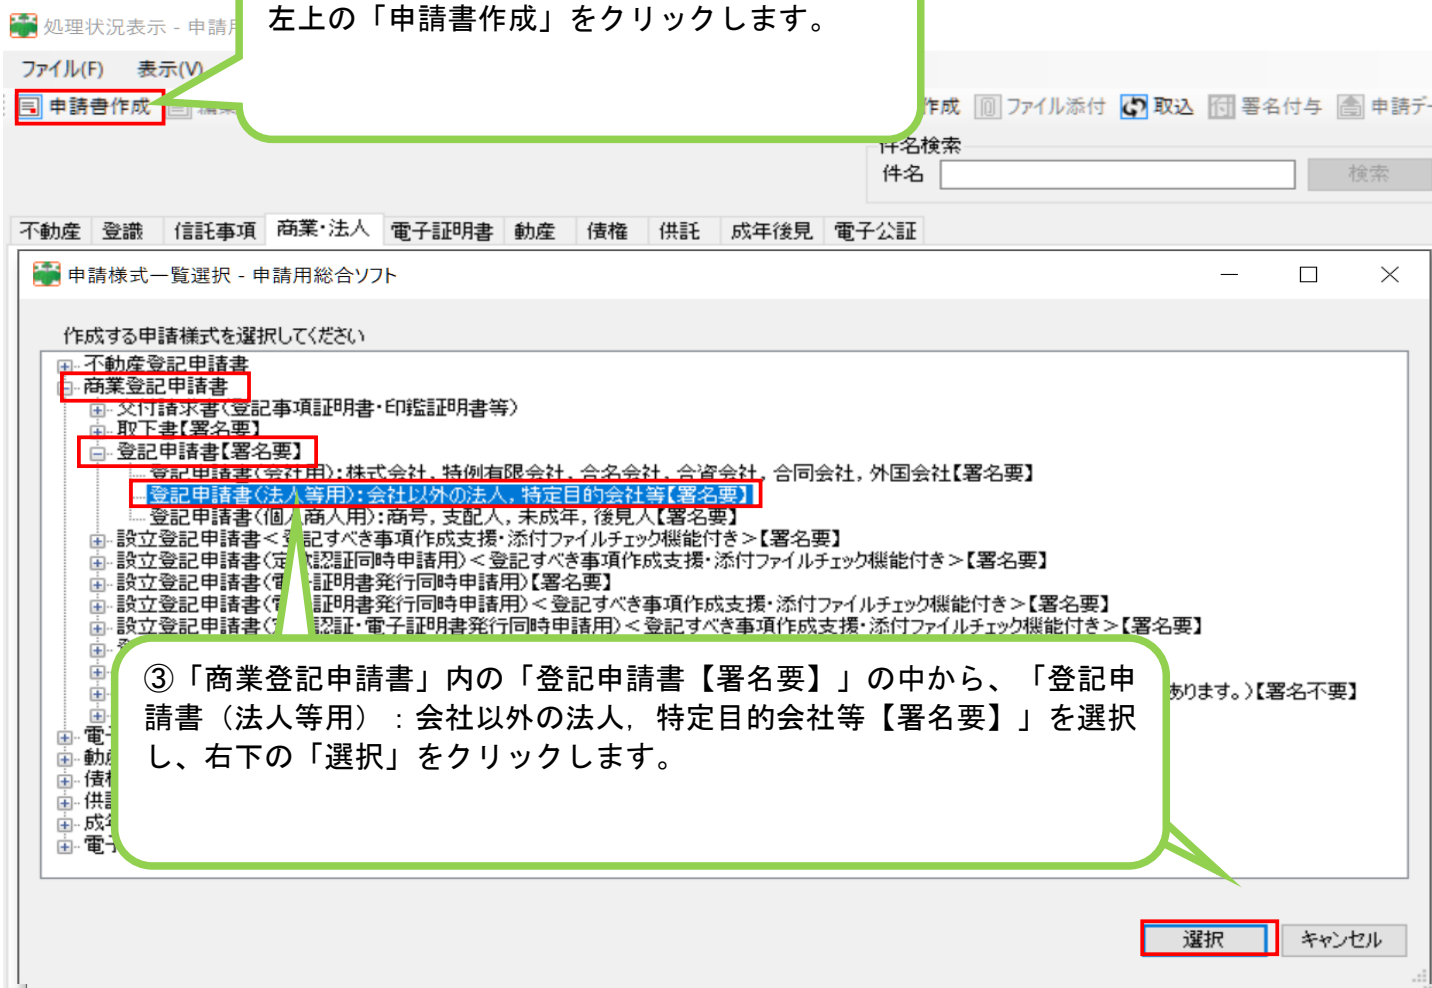 左上の「申請書作成」をクリックします。
処理状況表示 - 申請用
ファイル(F) 表示(V)
申請書作成
作成 ファイル添付 取込 署名付与 申請デー
件名検索
件名 検索
不動産 登識 信託事項 商業・法人 電子証明書 動産 債権 供託 成年後見 電子公証
申請様式一覧選択 - 申請用総合ソフト
作成する申請様式を選択してください
不動産登記申請書
商業登記申請書
交付請求書(登記事項証明書・印鑑証明書等)
取下書【署名要】
登記申請書【署名要】
登記申請書(会社用):株式会社，特例有限会社，合名会社，合資会社，合同会社，外国会社【署名要】
登記申請書(法人等用):会社以外の法人，特定目的会社等【署名要】
登記申請書(個人商人用):商号，支配人，未成年，後見人【署名要】
設立登記申請書<登記すべき事項作成支援・添付ファイルチェック機能付き>【署名要】
設立登記申請書(定款認証同時申請用)<登記すべき事項作成支援・添付ファイルチェック機能付き>【署名要】
設立登記申請書(電子証明書発行同時申請用)【署名要】
設立登記申請書(電子証明書発行同時申請用)<登記すべき事項作成支援・添付ファイルチェック機能付き>【署名要】
設立登記申請書(定款認証・電子証明書発行同時申請用)<登記すべき事項作成支援・添付ファイルチェック機能付き>【署名要】
③「商業登記申請書」内の「登記申請書【署名要】」の中から、「登記申
請書（法人等用）：会社以外の法人，特定目的会社等【署名要】」を選択
し、右下の「選択」をクリックします。
あります。)【署名不要】
電子
動産
債権
供託
成年
電子
選択 キャンセル